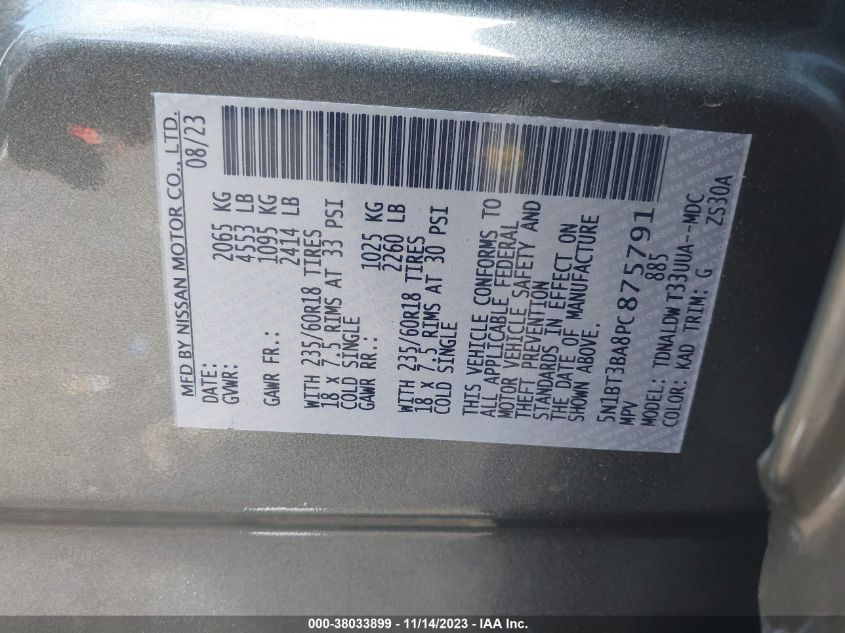 MFD BY NISSAN MOTOR CO., LTD.
DATE: 08/23
GVWR: 2065 KG
4553 LB
GAWR FR.: 1095 KG
2414 LB
WITH 235/60R18 TIRES
18 x 7.5 RIMS AT 33 PSI
COLD SINGLE
GAWR RR.: 1025 KG
2260 LB
WITH 235/60R18 TIRES
18 x 7.5 RIMS AT 30 PSI
COLD SINGLE
THIS VEHICLE CONFORMS TO
ALL APPLICABLE FEDERAL
MOTOR VEHICLE SAFETY AND
THEFT PREVENTION
STANDARDS IN EFFECT ON
THE DATE OF MANUFACTURE
SHOWN ABOVE.
5N1BT3BA8PC875791
MPV 885
MODEL: TDNALDWT33UUA--MDC
COLOR: KAD TRIM: G ZS30A
000-38033899 - 11/14/2023 - IAA Inc.